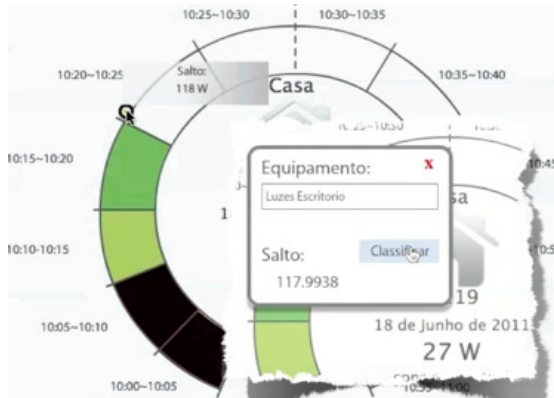 10:25~10:30
10:30~10:35
10:20~10:25
Salto:
118 W
Casa
10:35~10:40
10:15~10:20
Equipamento:
x
Luzes Escritorio
10:10-10:15
Salto:
Classificar
117.9938
19
10:05~10:10
18 de Junho de 2011
27 W
10:00~10:05